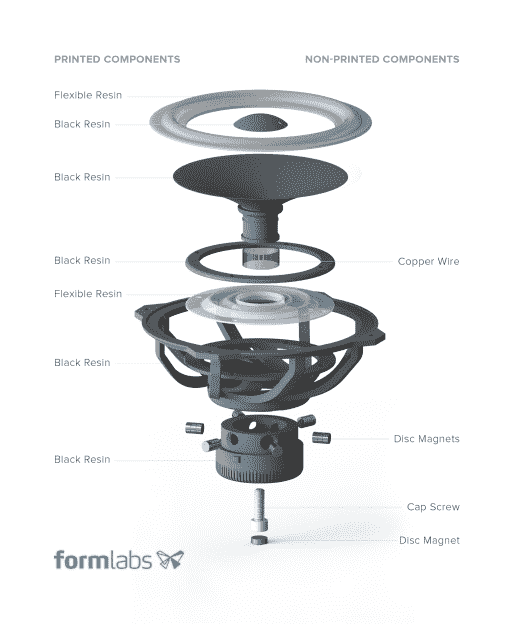 PRINTED COMPONENTS
NON-PRINTED COMPONENTS
Flexible Resin
Black Resin
Black Resin
Black Resin
Copper Wire
Flexible Resin
Black Resin
Disc Magnets
Black Resin
Cap Screw
Disc Magnet
formlabs